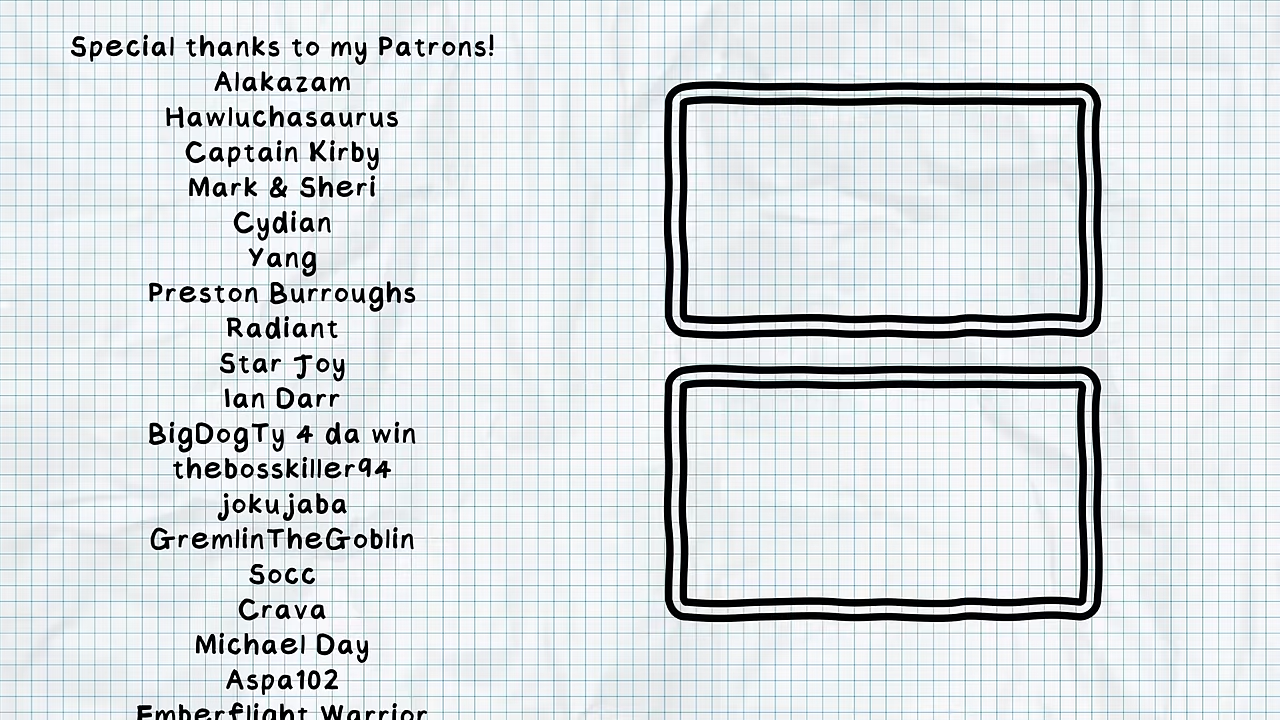 Special thanks to my Patrons!
Alakazam
Hawluchasaurus
Captain Kirby
Mark & Sheri
Cydian
Yang
Preston Burroughs
Radiant
Star Joy
Ian Darr
BigDogTy 4 da win
thebosskiller94
jokujaba
GremlinTheGoblin
Socc
Crava
Michael Day
Aspa102
Emberflight Warrior